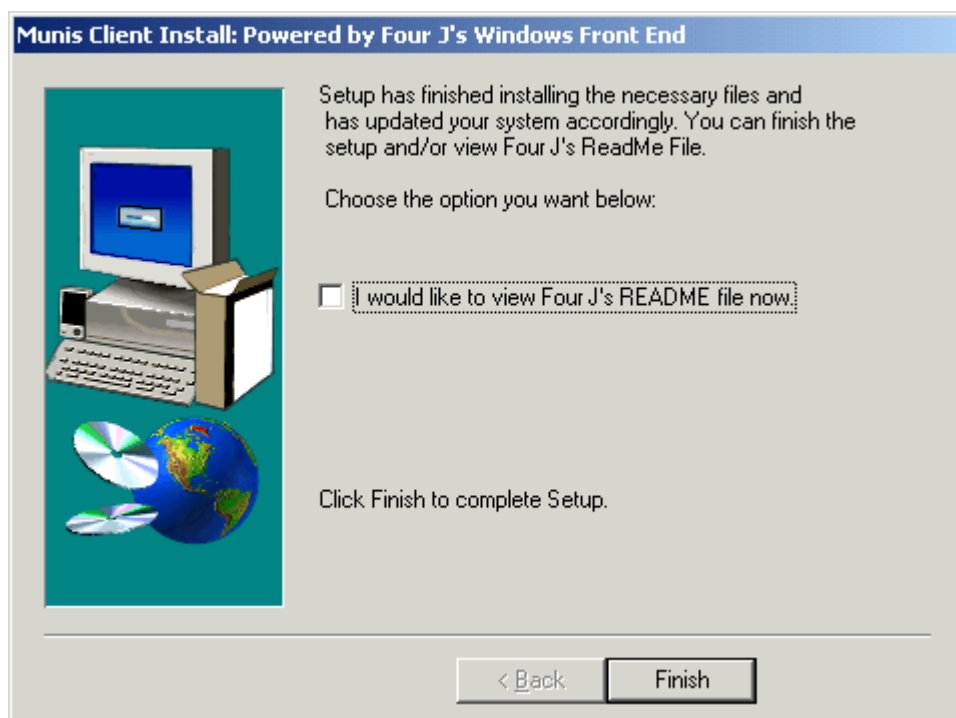 Munis Client Install: Powered by Four J's Windows Front End
Setup has finished installing the necessary files and
has updated your system accordingly. You can finish the
setup and/or view Four J's ReadMe File.
Choose the option you want below:
I would like to view Four J's README file now.
Click Finish to complete Setup.
< Back
Finish